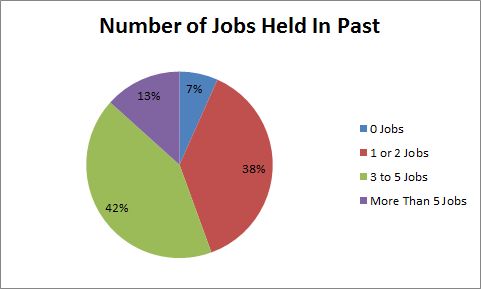 Number of Jobs Held In Past
7%
13%
38%
42%
0 Jobs
1 or 2 Jobs
3 to 5 Jobs
More Than 5 Jobs